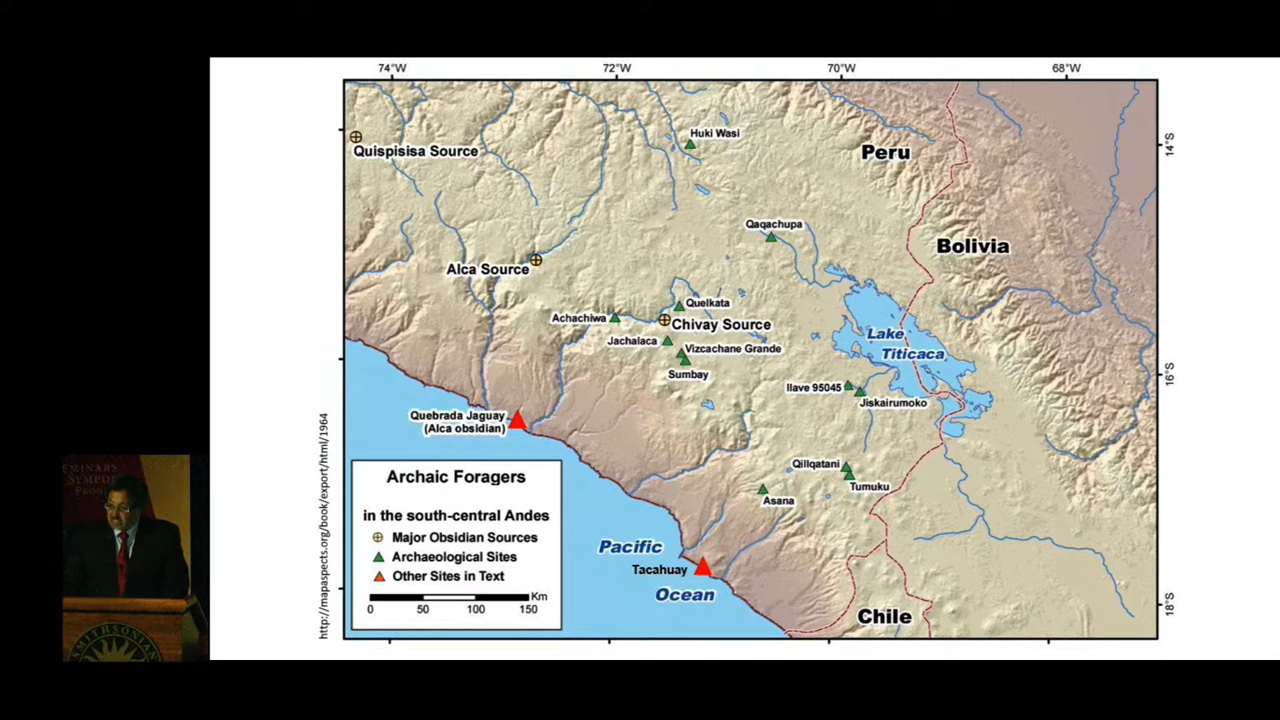 74°W
72°W
70°W
68°W
Huki Wasi
Quispisisa Source
Peru
14°S
Qaqachupa
Bolivia
Alca Source
Quelkata
Achachiwa
Chivay Source
Jachalaca
Vizcachane Grande
Sumbay
Lake
Titicaca
16°S
Ilave 95045
Jiskairumoko
Quebrada Jaguay
(Alca obsidian)
Qillqatani
Tumuku
Asana
Archaic Foragers
in the south-central Andes
Major Obsidian Sources
Archaeological Sites
Other Sites in Text
0 50 100 150 Km
Pacific
Ocean
Tacahuay
Chile
18°S
http://mapaspects.org/book/export/html/1964
SEMINARS
SYMPO
SMITHSONIAN